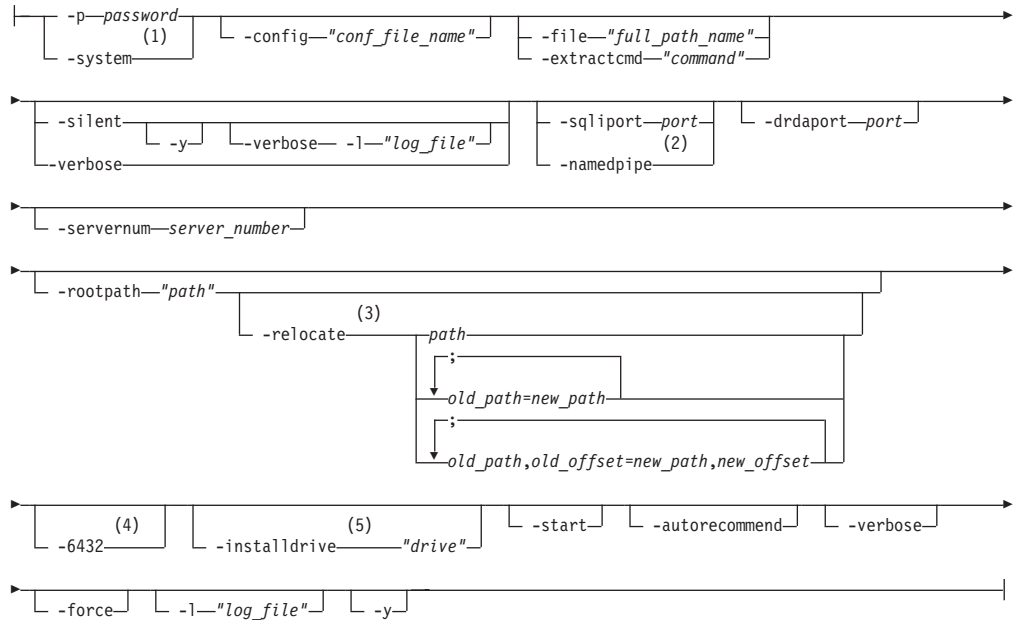 -p password
(1)
-system
-config "conf_file_name"
-file "full_path_name"
-extractcmd "command"
-silent
-y
-verbose -l "log_file"
-verbose
-sqliport port
(2)
-namedpipe
-drdaport port
-servernum server_number
-rootpath "path"
(3)
-relocate path
;
old_path=new_path
;
old_path,old_offset=new_path,new_offset
(4)
-6432
(5)
-installdrive "drive"
-start
-autorecommend
-verbose
-force
-l "log_file"
-y